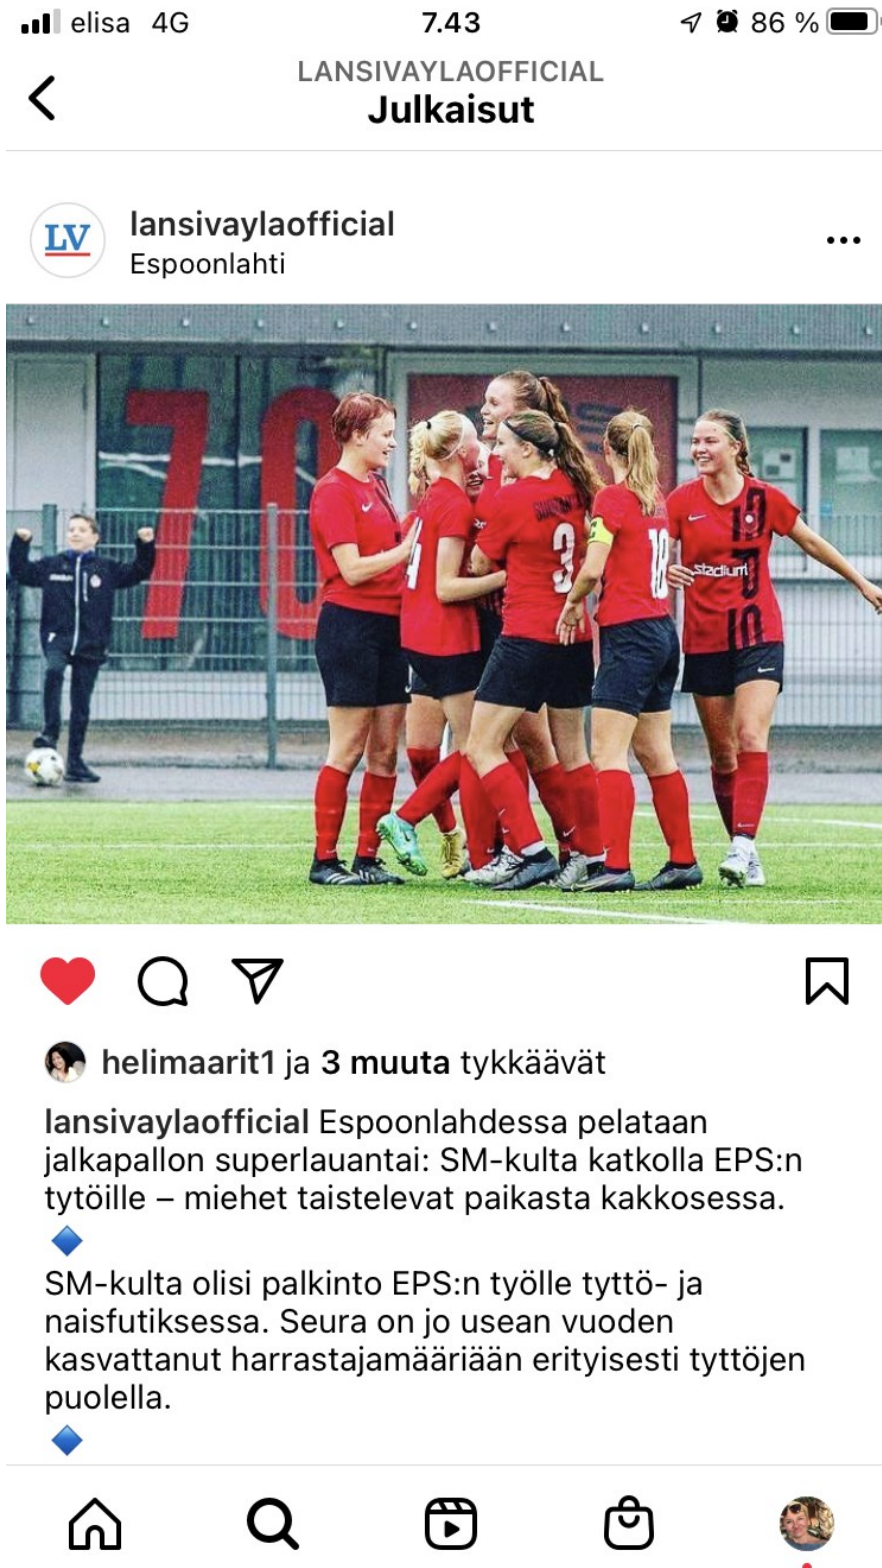 elisa 4G 7.43 86 %
LANSIVAYLAOFFICIAL
Julkaisut
LV
lansivaylaofficial
Espoonlahti
70
4
3
18
10
stadium
helimaarit1 ja 3 muuta tykkäävät
lansivaylaofficial Espoonlahdessa pelataan
jalkapallon superlauantai: SM-kulta katkolla EPS:n
tytöille – miehet taistelevat paikasta kakkosessa.
SM-kulta olisi palkinto EPS:n työlle tyttö- ja
naisfutiksessa. Seura on jo usean vuoden
kasvattanut harrastajamääriään erityisesti tyttöjen
puolella.